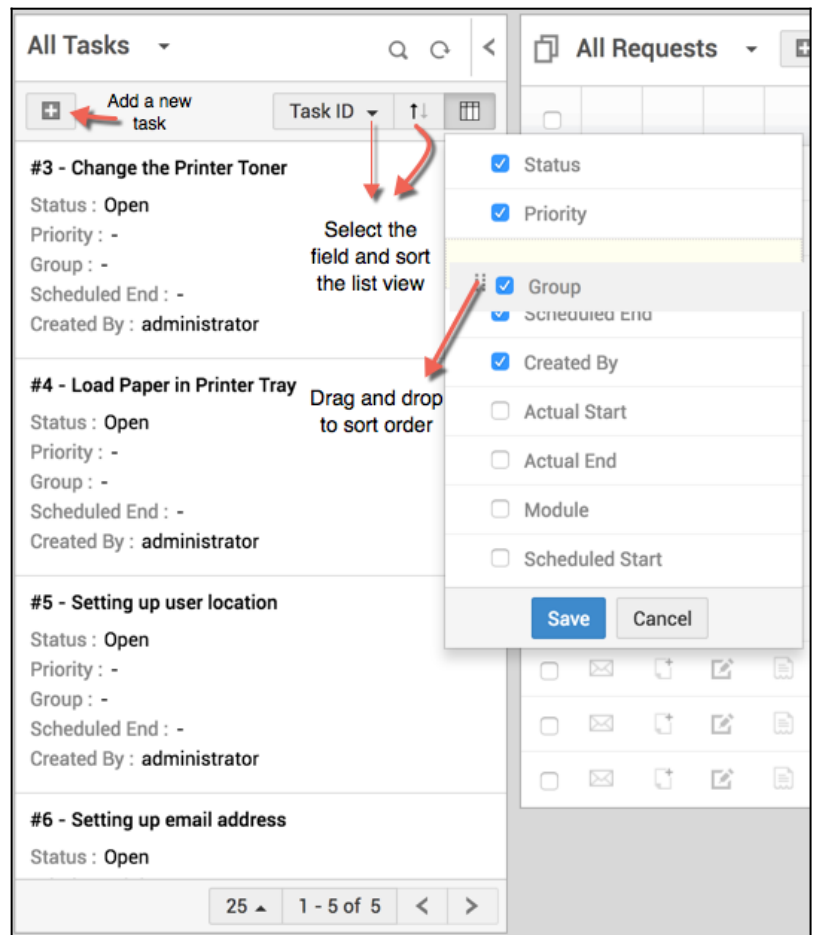 All Tasks
All Requests
Add a new
task
Task ID
#3 - Change the Printer Toner
Status : Open
Priority : -
Group : -
Scheduled End : -
Created By : administrator
Select the
field and sort
the list view
#4 - Load Paper in Printer Tray
Status : Open
Priority : -
Group : -
Scheduled End : -
Created By : administrator
Drag and drop
to sort order
#5 - Setting up user location
Status : Open
Priority : -
Group : -
Scheduled End : -
Created By : administrator
#6 - Setting up email address
Status : Open
25
1 - 5 of 5
Status
Priority
Group
Scheduled End
Created By
Actual Start
Actual End
Module
Scheduled Start
Save
Cancel